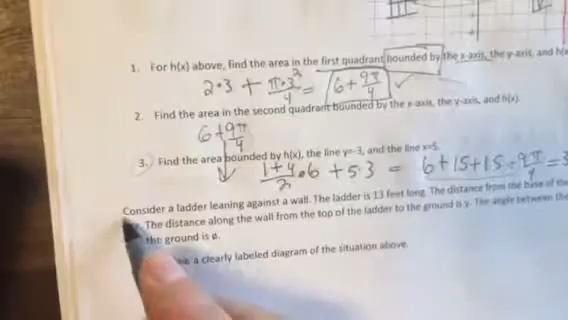 1. For h(x) above, find the area in the first quadrant bounded by the x-axis, the y-axis, and
2·3 + π·3²/4 = 6+9π/4 ✓
2. Find the area in the second quadrant bounded by the x-axis, the y-axis, and h(x).
6+9π/4
3. Find the area bounded by h(x), the line y=-3, and the line x=5.
1+4/2 •6 + 5·3 = 6+15+15-9π/4 = 3
Consider a ladder leaning against a wall. The ladder is 13 feet long. The distance from the base of the
The distance along the wall from the top of the ladder to the ground is y. The angle between the
the ground is ø.
a clearly labeled diagram of the situation above.